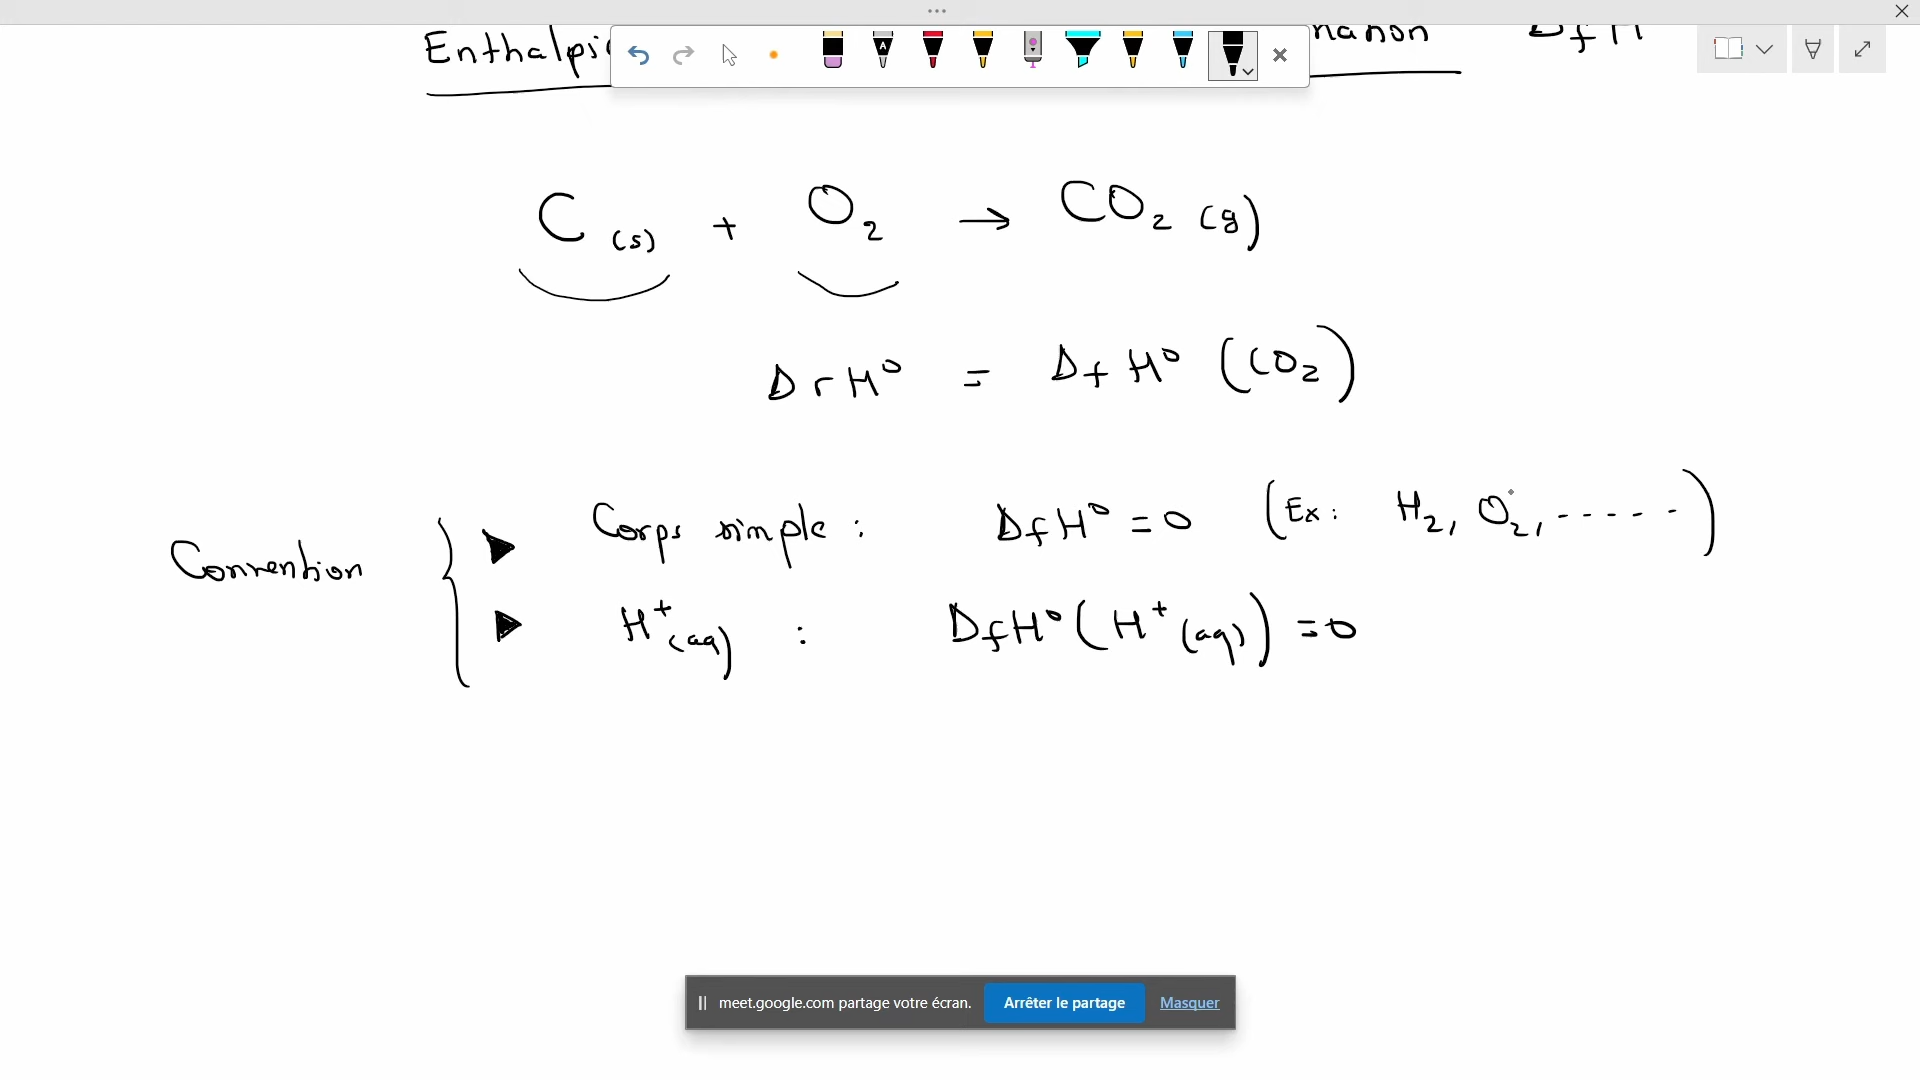 Enthalpi
ΔfH
C(s) + O2 → CO2 (g)
ΔrH° = ΔfH° (CO2)
Convention
Corps simple : ΔfH° = 0 (Ex : H2, O2, ------)
H+(aq) : ΔfH° (H+(aq)) = 0
meet.google.com partage votre écran. Arrêter le partage Masquer